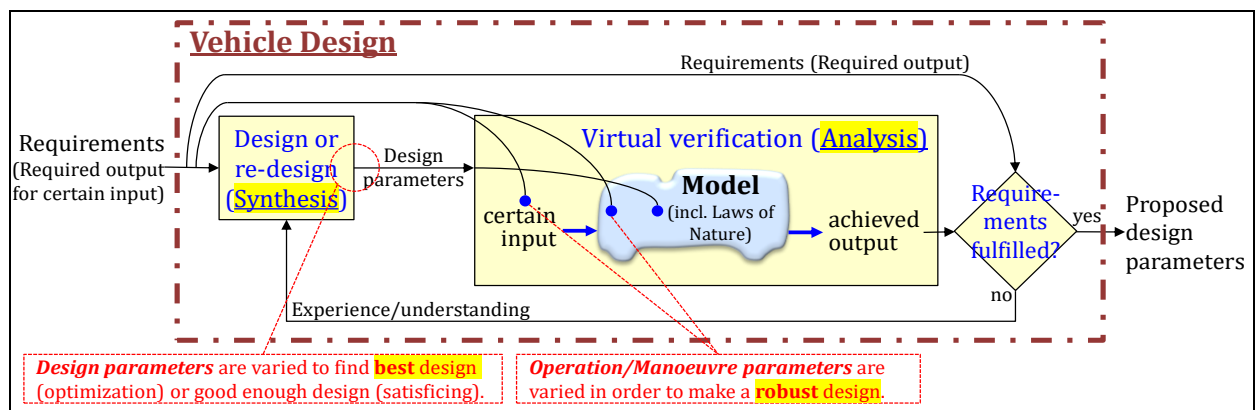 Vehicle Design
Requirements (Required output)
Requirements
(Required output
for certain input)
Design or
re-design
(Synthesis)
Design
parameters
Virtual verification (Analysis)
Model
(incl. Laws of
Nature)
certain
input
achieved
output
Require-
ments
fulfilled?
yes
no
Proposed
design
parameters
Experience/understanding
Design parameters are varied to find best design
(optimization) or good enough design (satisficing).
Operation/Manoeuvre parameters are
varied in order to make a robust design.